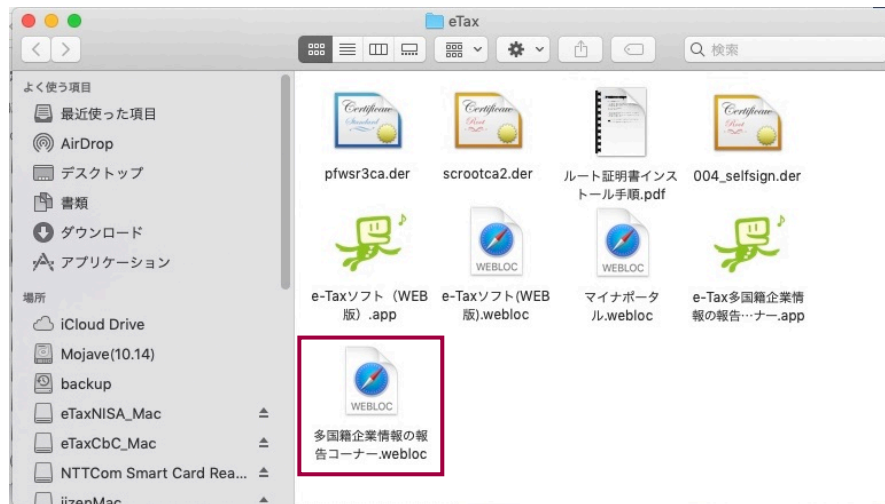 eTax
検索
よく使う項目
最近使った項目
AirDrop
デスクトップ
書類
ダウンロード
アプリケーション
場所
iCloud Drive
Mojave(10.14)
backup
eTaxNISA_Mac
eTaxCbC_Mac
NTTCom Smart Card Rea...
jizenMac
Certificate
Standard
Certificate
Root
Certificate
Root
pfwsr3ca.der
scrootca2.der
ルート証明書インス
トール手順.pdf
004_selfsign.der
WEBLOC
WEBLOC
e-Taxソフト（WEB
版）.app
e-Taxソフト(WEB
版).webloc
マイナポータ
ル.webloc
e-Tax多国籍企業情
報の報告…ナー.app
WEBLOC
多国籍企業情報の報
告コーナー.webloc